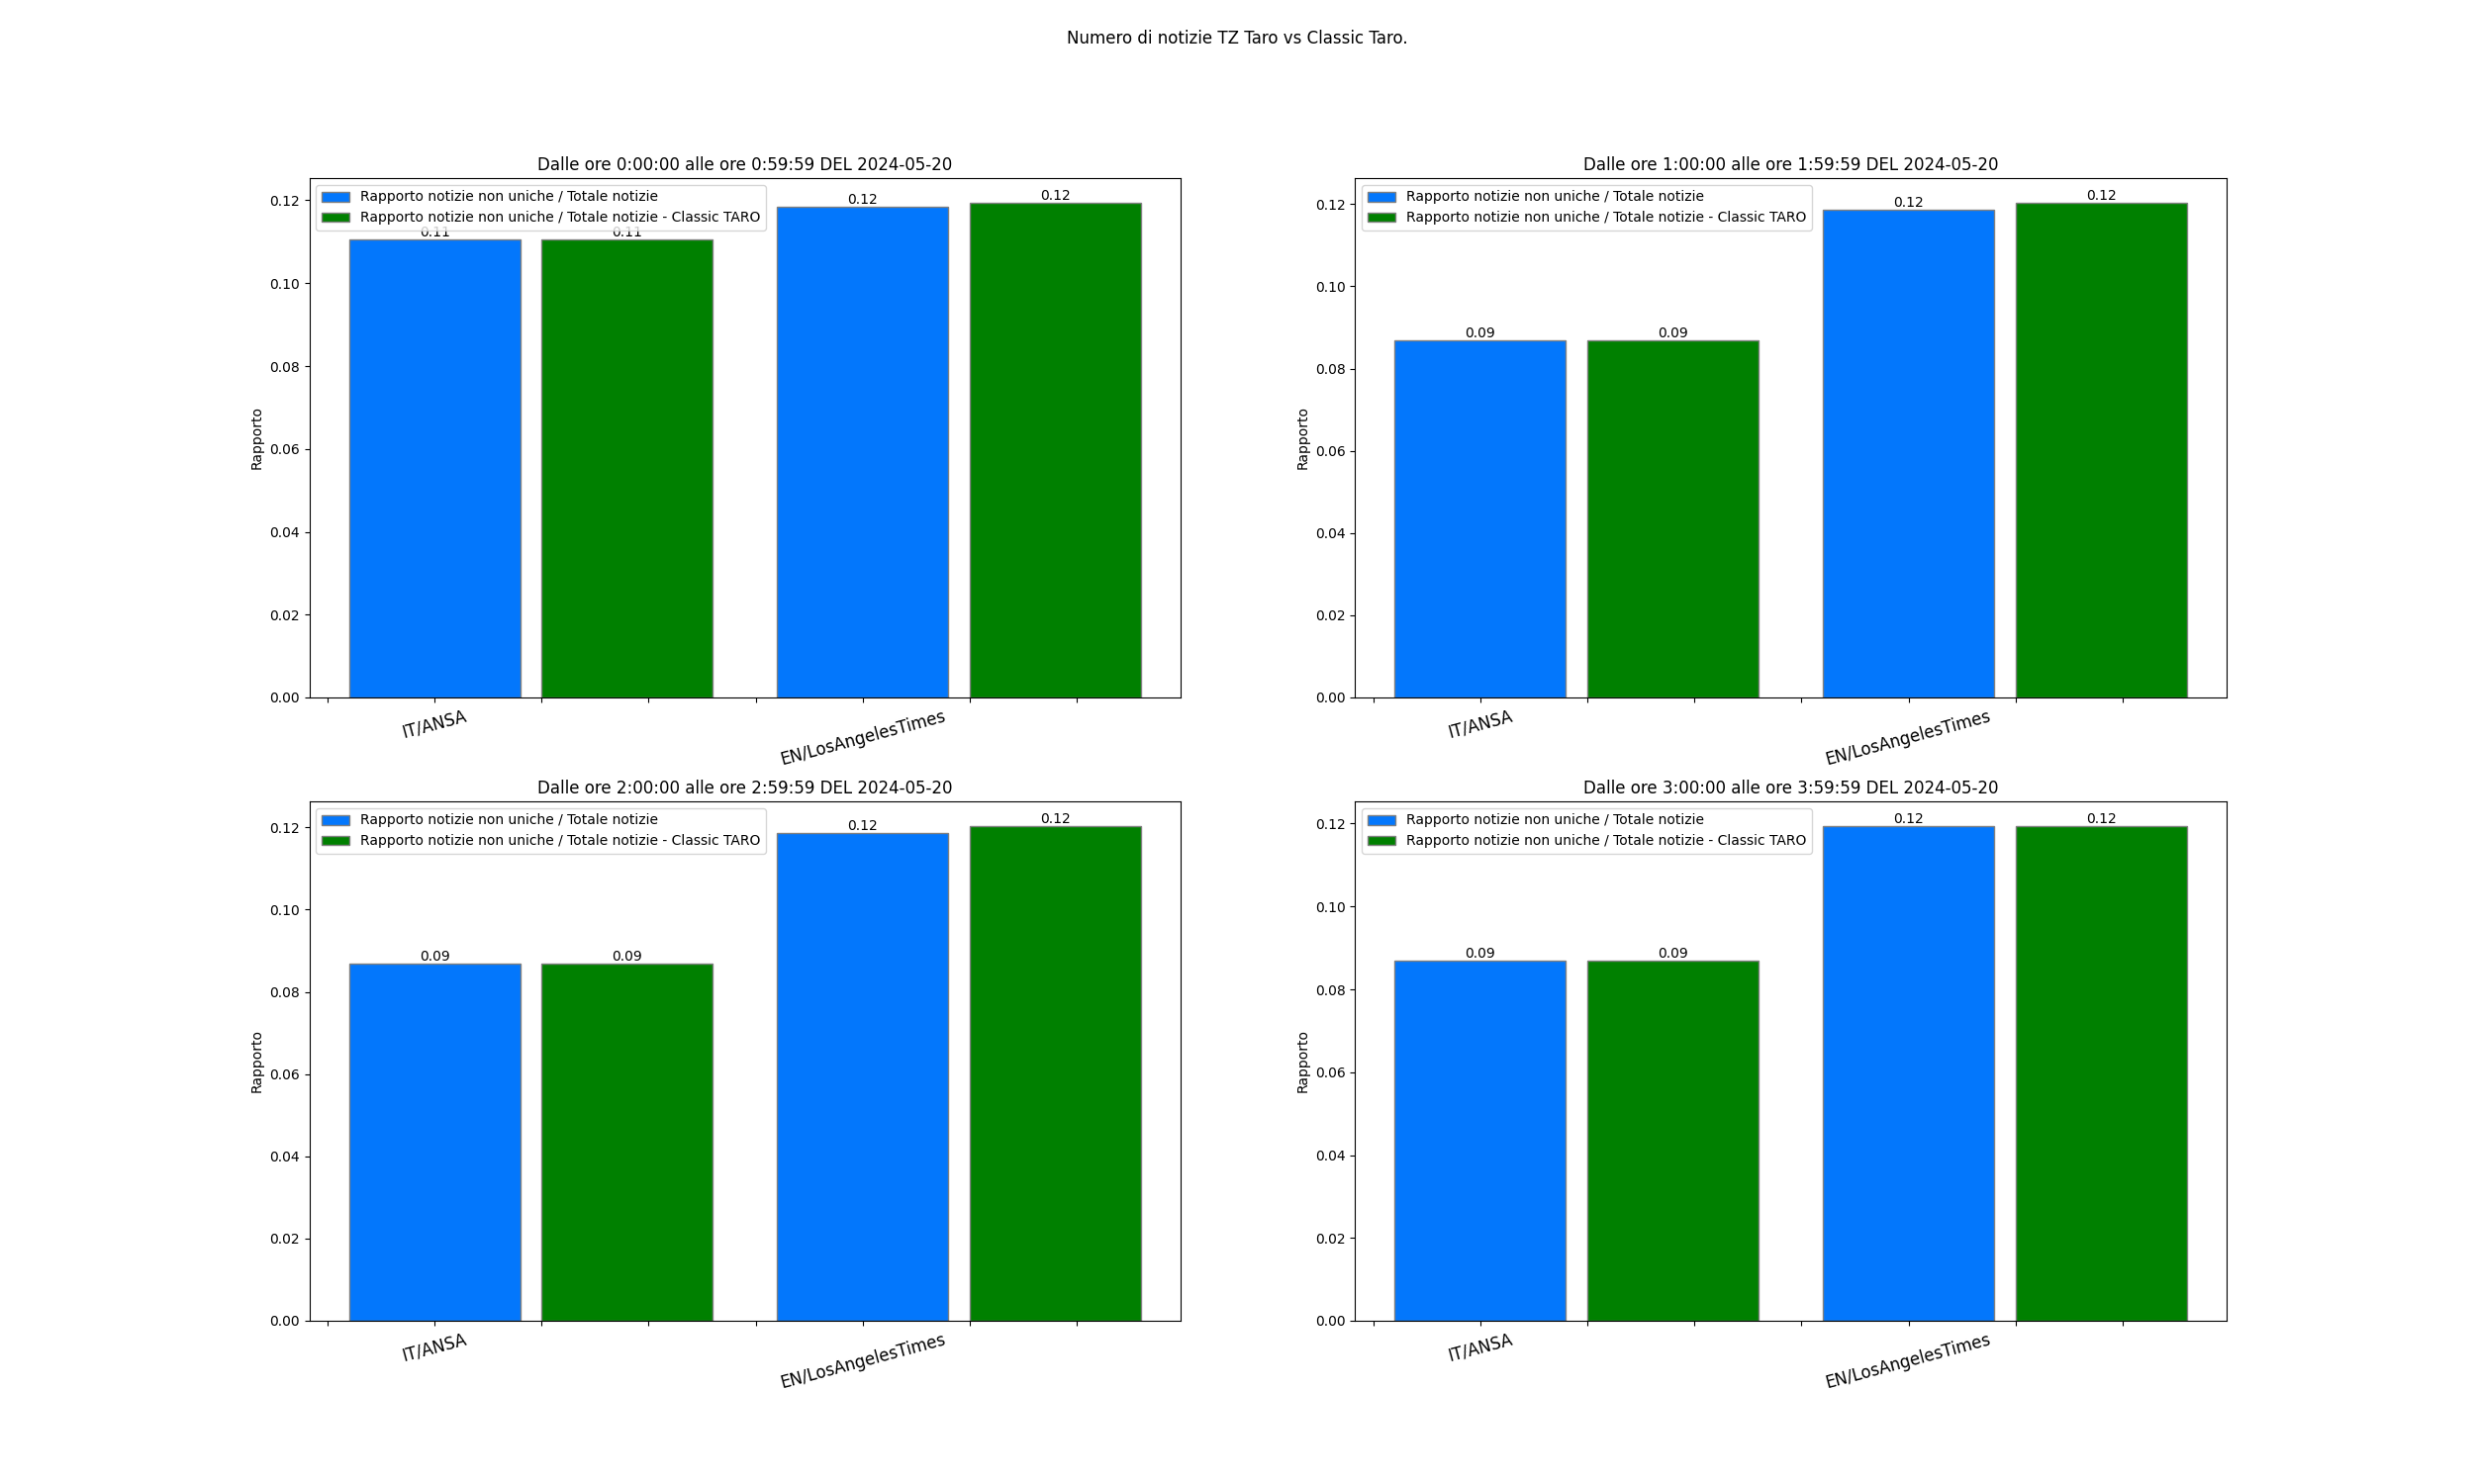 Numero di notizie TZ Taro vs Classic Taro.
Dalle ore 0:00:00 alle ore 0:59:59 DEL 2024-05-20
Rapporto notizie non uniche / Totale notizie
Rapporto notizie non uniche / Totale notizie - Classic TARO
0.12
0.12
0.11
0.11
0.12
0.10
0.08
0.06
0.04
0.02
0.00
Rapporto
IT/ANSA
EN/LosAngelesTimes
Dalle ore 1:00:00 alle ore 1:59:59 DEL 2024-05-20
Rapporto notizie non uniche / Totale notizie
Rapporto notizie non uniche / Totale notizie - Classic TARO
0.12
0.12
0.09
0.09
0.12
0.10
0.08
0.06
0.04
0.02
0.00
Rapporto
IT/ANSA
EN/LosAngelesTimes
Dalle ore 2:00:00 alle ore 2:59:59 DEL 2024-05-20
Rapporto notizie non uniche / Totale notizie
Rapporto notizie non uniche / Totale notizie - Classic TARO
0.12
0.12
0.09
0.09
0.12
0.10
0.08
0.06
0.04
0.02
0.00
Rapporto
IT/ANSA
EN/LosAngelesTimes
Dalle ore 3:00:00 alle ore 3:59:59 DEL 2024-05-20
Rapporto notizie non uniche / Totale notizie
Rapporto notizie non uniche / Totale notizie - Classic TARO
0.12
0.12
0.09
0.09
0.12
0.10
0.08
0.06
0.04
0.02
0.00
Rapporto
IT/ANSA
EN/LosAngelesTimes